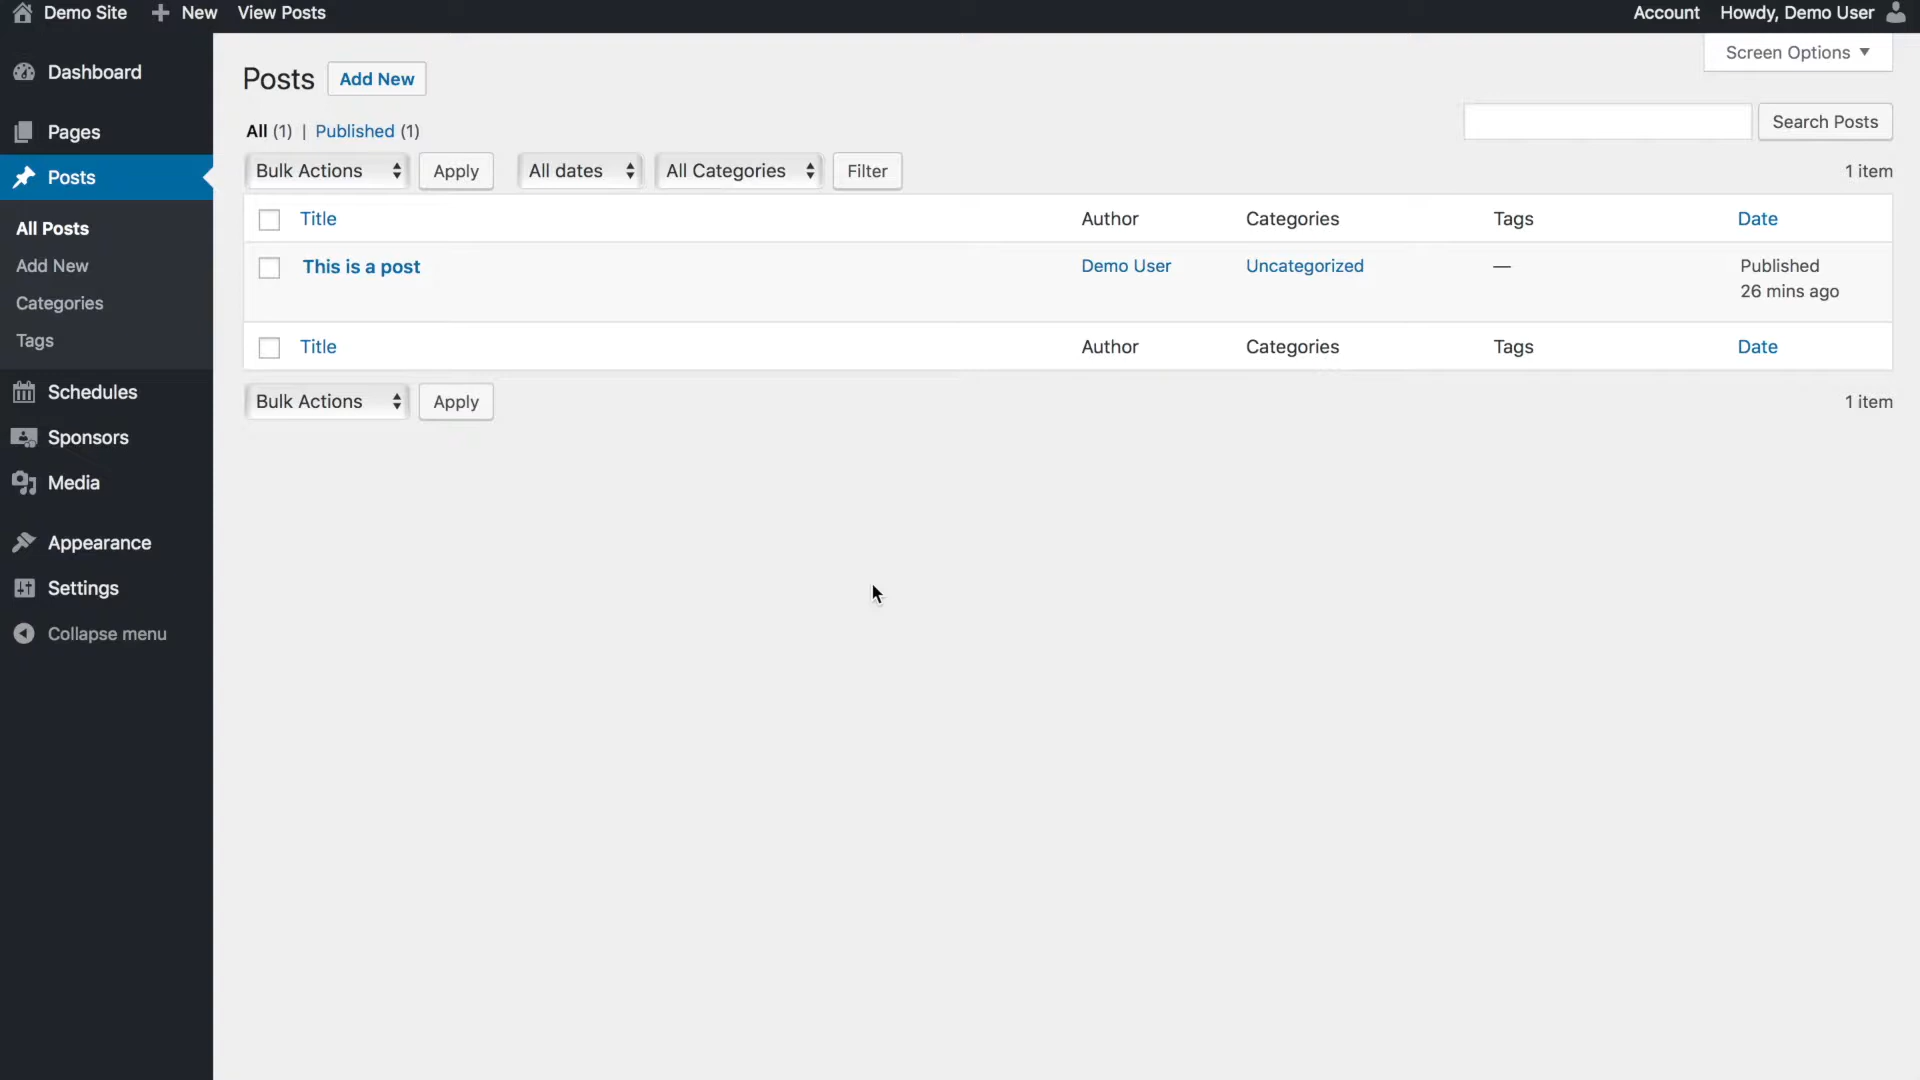 Demo Site New View Posts Account Howdy, Demo User
Screen Options
Dashboard
Pages
Posts
All Posts
Add New
Categories
Tags
Schedules
Sponsors
Media
Appearance
Settings
Collapse menu
Posts Add New
All (1) | Published (1)
Search Posts
Bulk Actions Apply All dates All Categories Filter 1 item
Title Author Categories Tags Date
This is a post Demo User Uncategorized — Published
26 mins ago
Title Author Categories Tags Date
Bulk Actions Apply 1 item